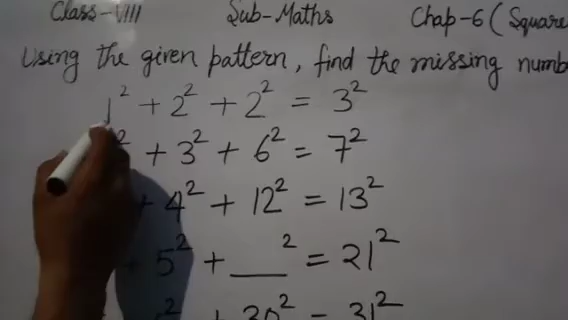 Class-VIII Sub-Maths Chap-6 (Square
Using the given pattern, find the missing numb
1² + 2² + 2² = 3²
² + 3² + 6² = 7²
+ 4² + 12² = 13²
+ 5² + ___² = 21²
² + 30² = 31²